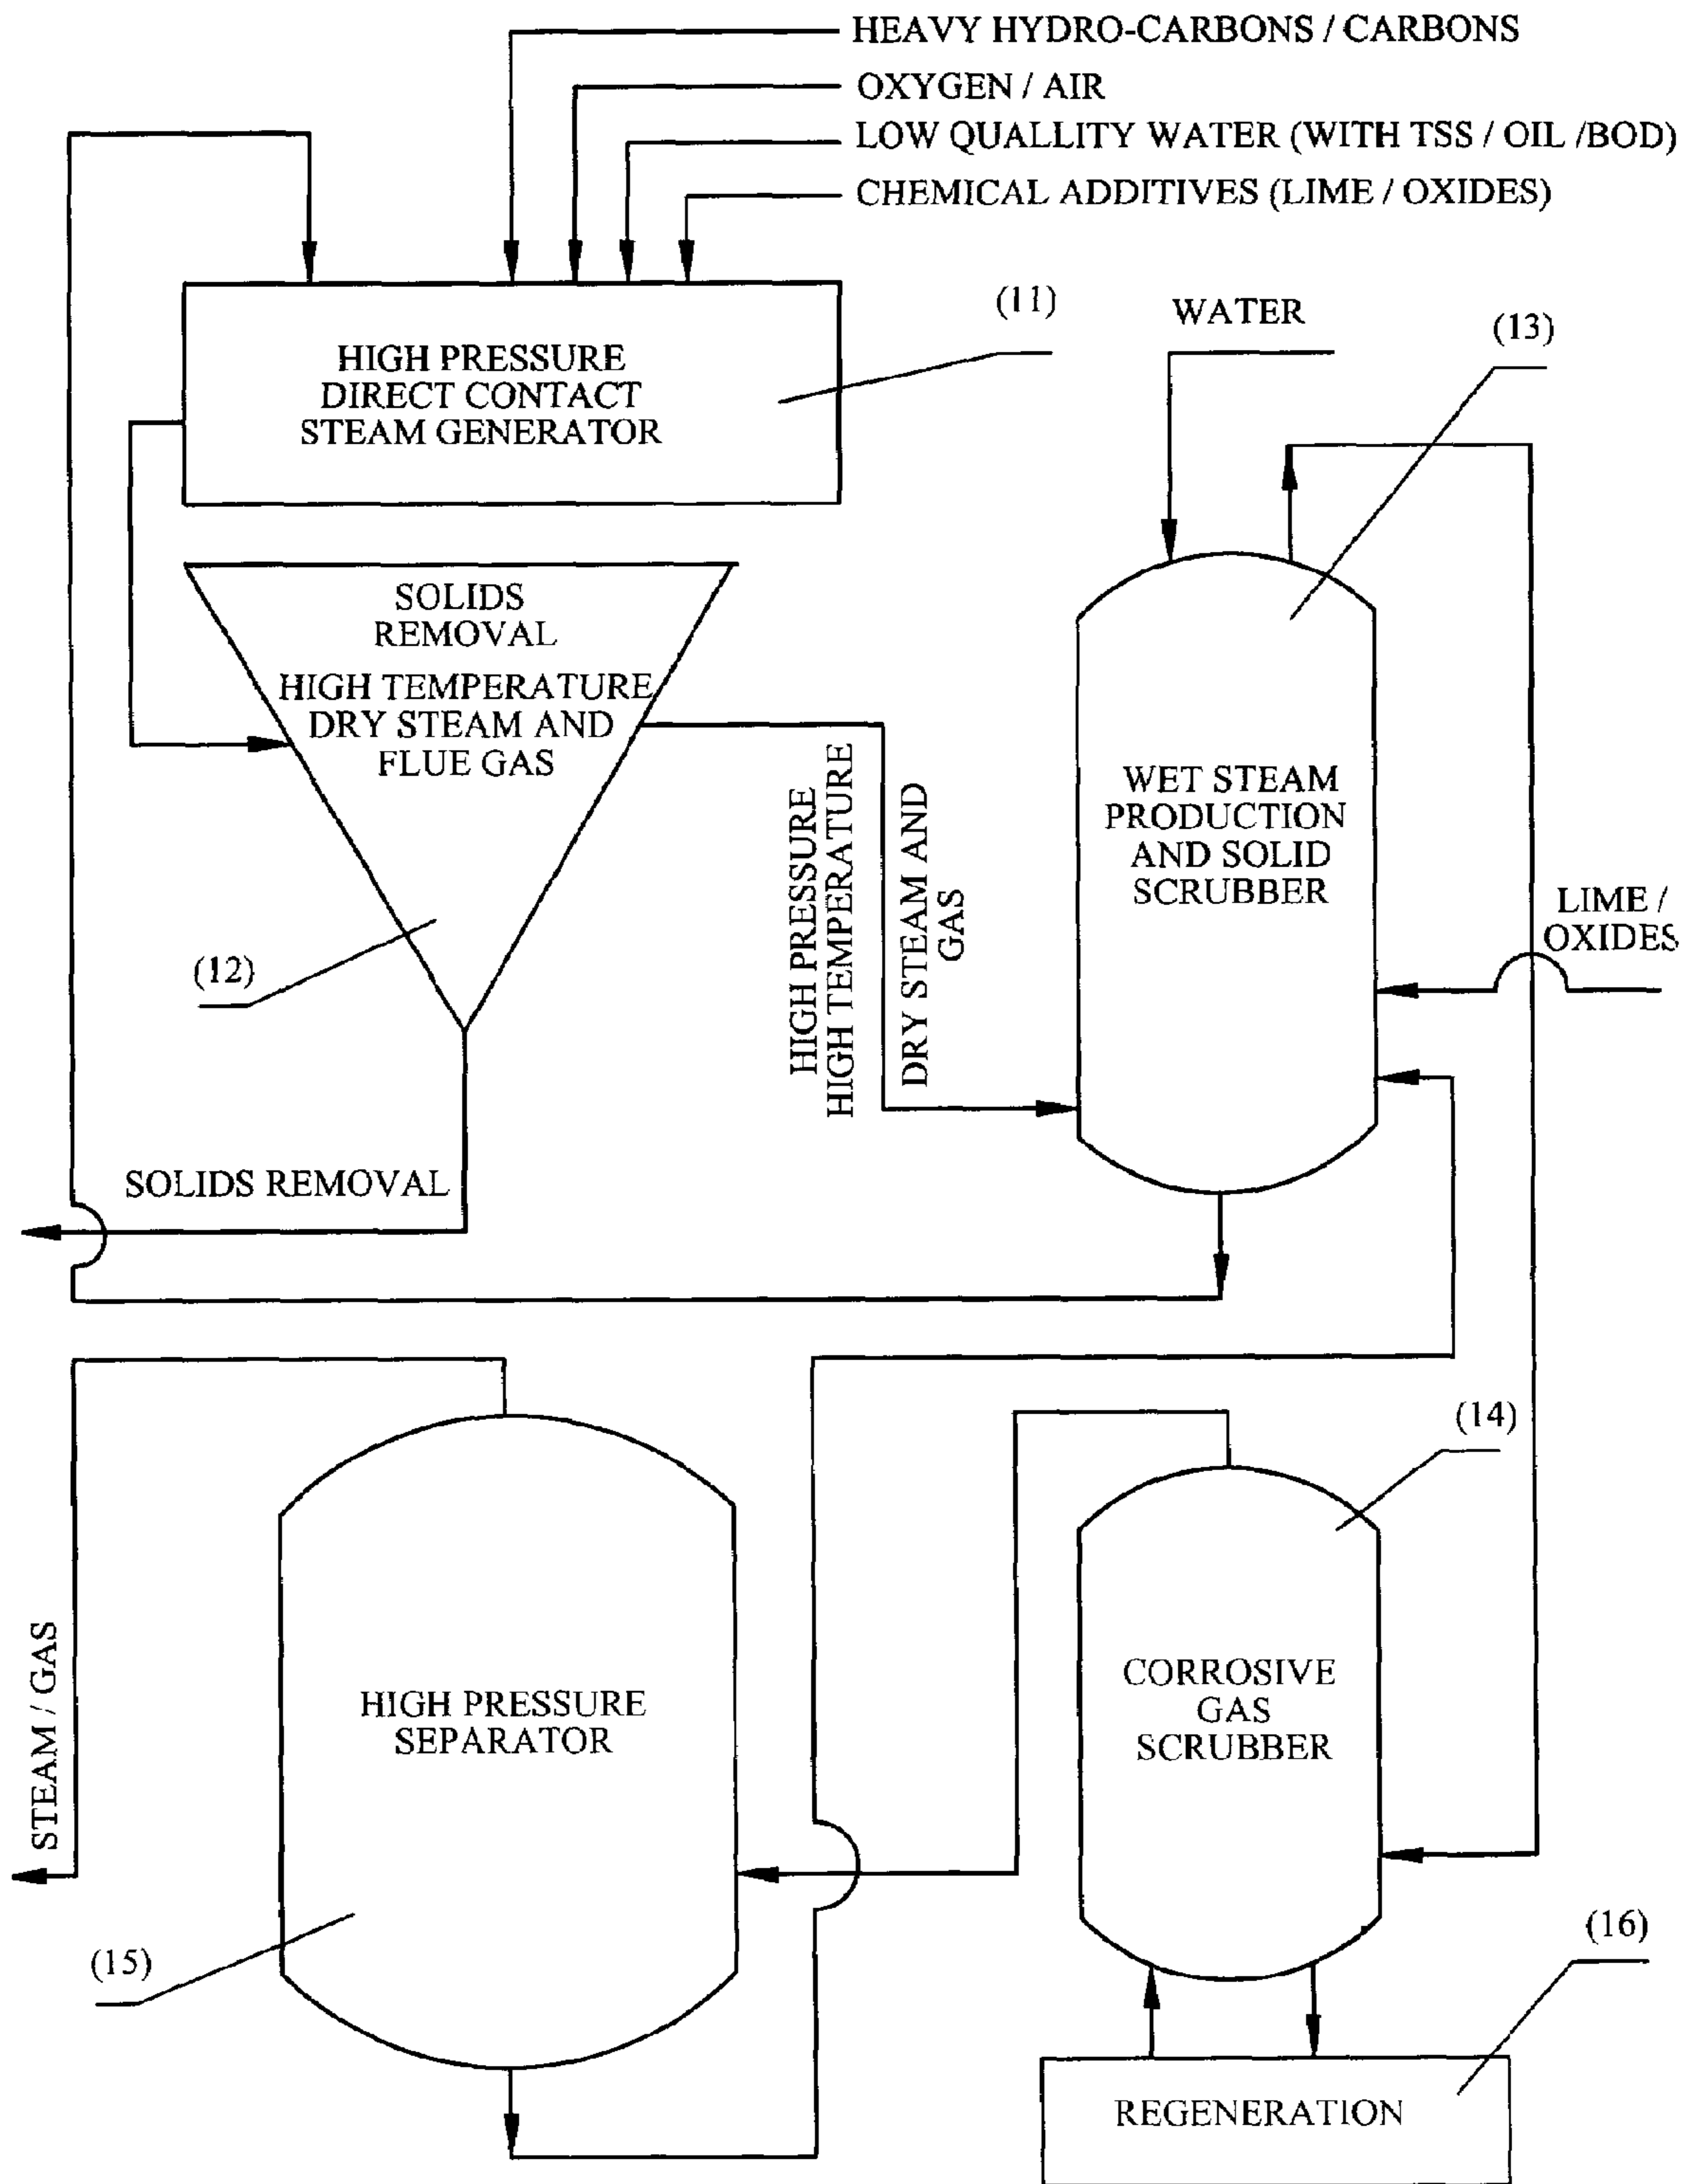 HEAVY HYDRO-CARBONS / CARBONS
OXYGEN / AIR
LOW QUALLITY WATER (WITH TSS / OIL /BOD)
CHEMICAL ADDITIVES (LIME / OXIDES)
(11)
WATER
(13)
HIGH PRESSURE
DIRECT CONTACT
STEAM GENERATOR
SOLIDS
REMOVAL
HIGH TEMPERATURE
DRY STEAM AND
FLUE GAS
(12)
HIGH PRESSURE
HIGH TEMPERATURE
DRY STEAM AND
GAS
WET STEAM
PRODUCTION
AND SOLID
SCRUBBER
LIME /
OXIDES
SOLIDS REMOVAL
(14)
STEAM / GAS
HIGH PRESSURE
SEPARATOR
CORROSIVE
GAS
SCRUBBER
(15)
(16)
REGENERATION